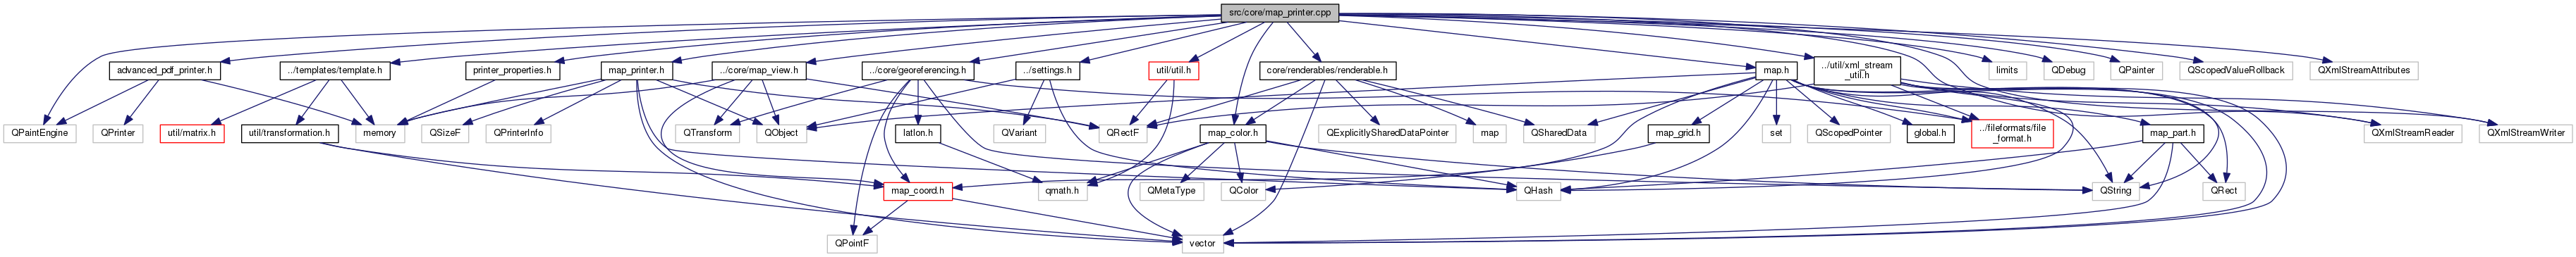 src/core/map_printer.cpp
advanced_pdf_printer.h
../templates/template.h
printer_properties.h
map_printer.h
../core/map_view.h
../core/georeferencing.h
../settings.h
util/util.h
core/renderables/renderable.h
map.h
../util/xml_stream
_util.h
limits
QDebug
QPainter
QScopedValueRollback
QXmlStreamAttributes
QPaintEngine
QPrinter
util/matrix.h
util/transformation.h
memory
QSizeF
QPrinterInfo
QTransform
QObject
latlon.h
QVariant
QRectF
map_color.h
QExplicitlySharedDataPointer
map
QSharedData
map_grid.h
set
QScopedPointer
global.h
../fileformats/file
_format.h
map_part.h
QXmlStreamReader
QXmlStreamWriter
map_coord.h
qmath.h
QMetaType
QColor
QHash
QString
QRect
QPointF
vector